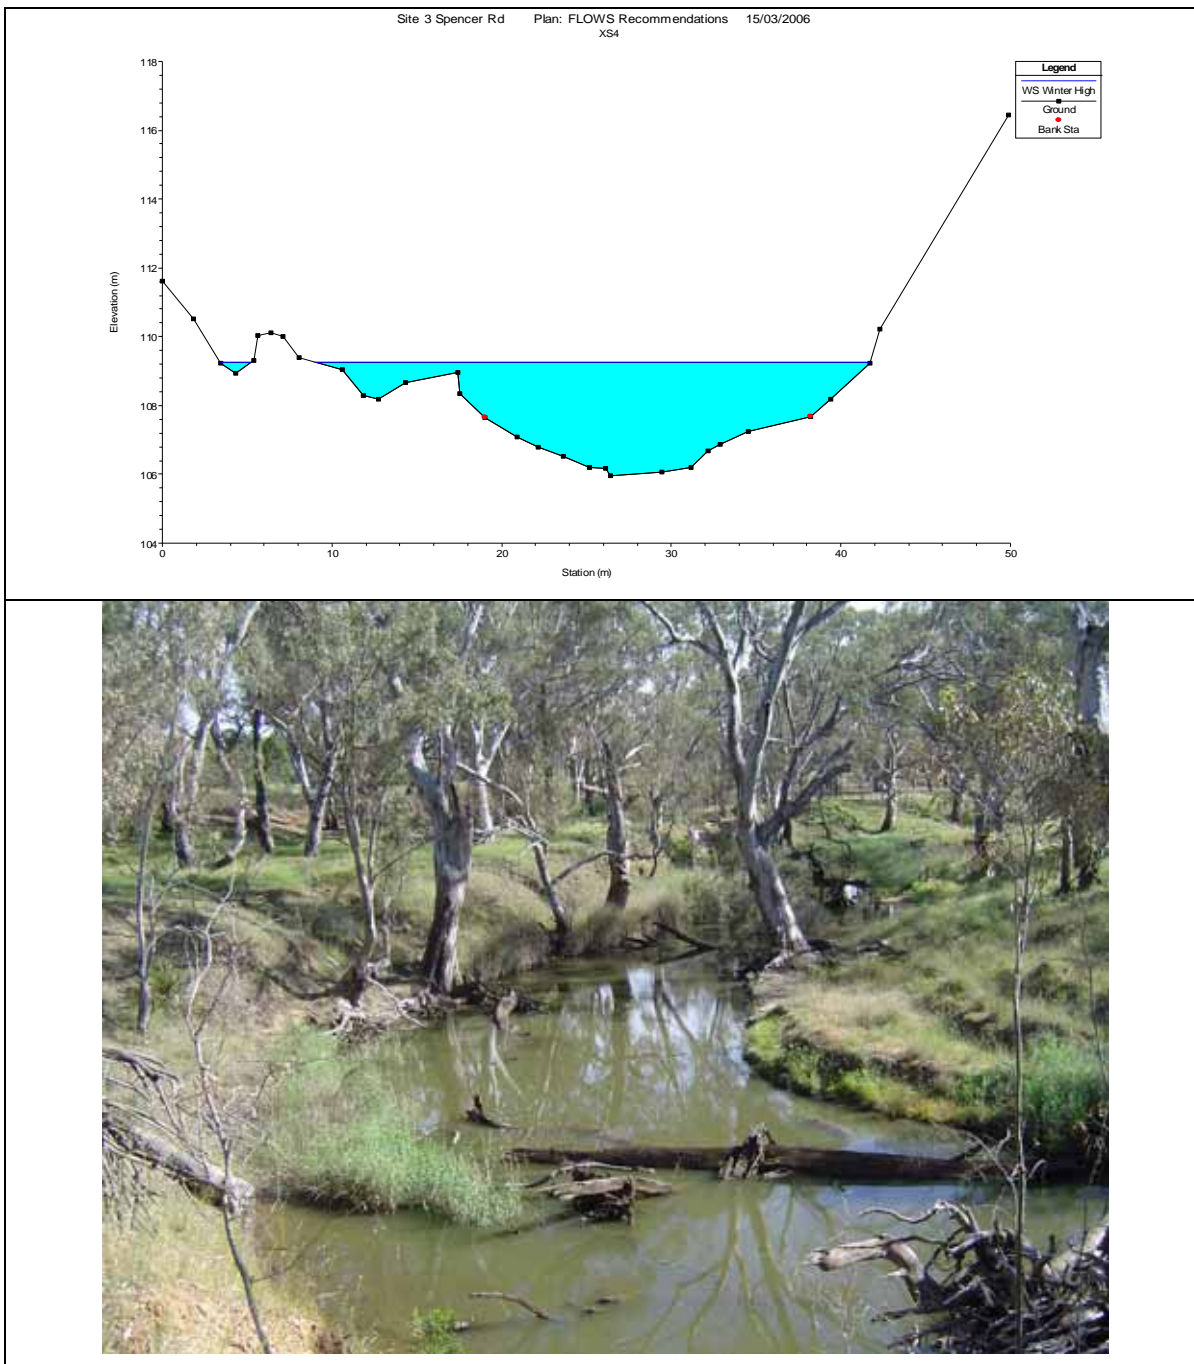 Site 3 Spencer Rd Plan: FLOWS Recommendations 15/03/2006
XS4
Legend
WS Winter High
Ground
Bank Sta
118
116
114
112
110
108
106
104
Elevation (m)
0 10 20 30 40 50
Station (m)